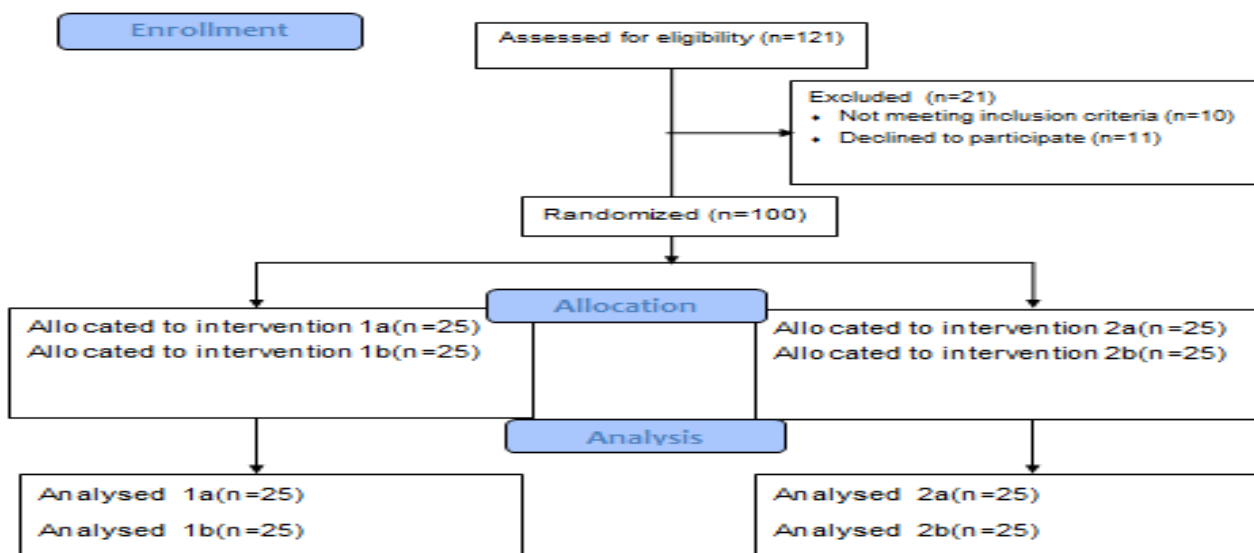 Enrollment
Assessed for eligibility (n=121)
Excluded (n=21)
• Not meeting inclusion criteria (n=10)
• Declined to participate (n=11)
Randomized (n=100)
Allocation
Allocated to intervention 1a(n=25)
Allocated to intervention 1b(n=25)
Allocated to intervention 2a(n=25)
Allocated to intervention 2b(n=25)
Analysis
Analysed 1a(n=25)
Analysed 1b(n=25)
Analysed 2a(n=25)
Analysed 2b(n=25)